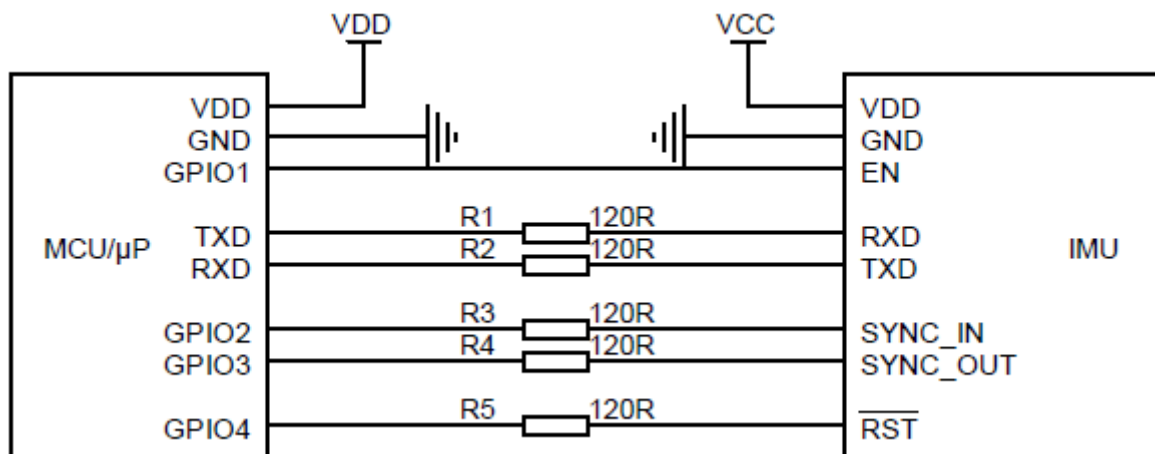 VDD VCC
VDD VDD
GND GND
GPIO1 EN
R1 120R
TXD RXD
MCU/µP R2 120R IMU
RXD TXD
R3 120R
GPIO2 SYNC_IN
R4 120R
GPIO3 SYNC_OUT
R5 120R
GPIO4 RST